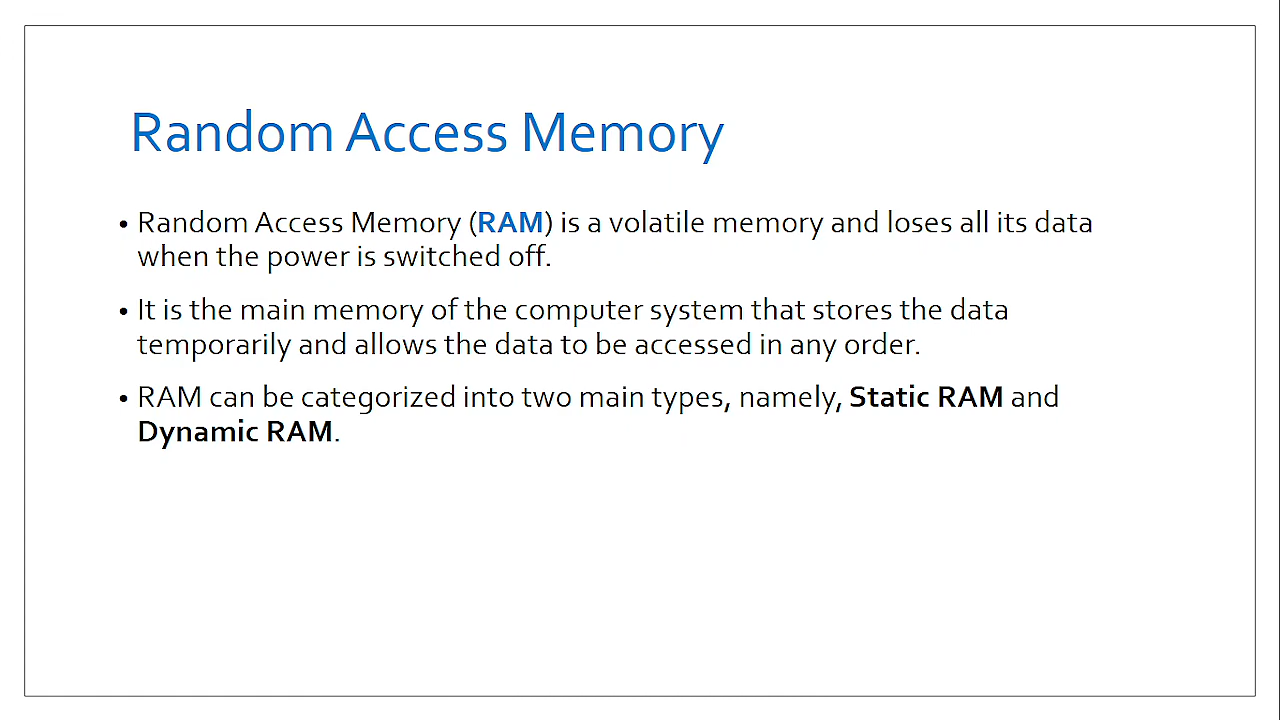 Random Access Memory
• Random Access Memory (RAM) is a volatile memory and loses all its data
when the power is switched off.
• It is the main memory of the computer system that stores the data
temporarily and allows the data to be accessed in any order.
• RAM can be categorized into two main types, namely, Static RAM and
Dynamic RAM.